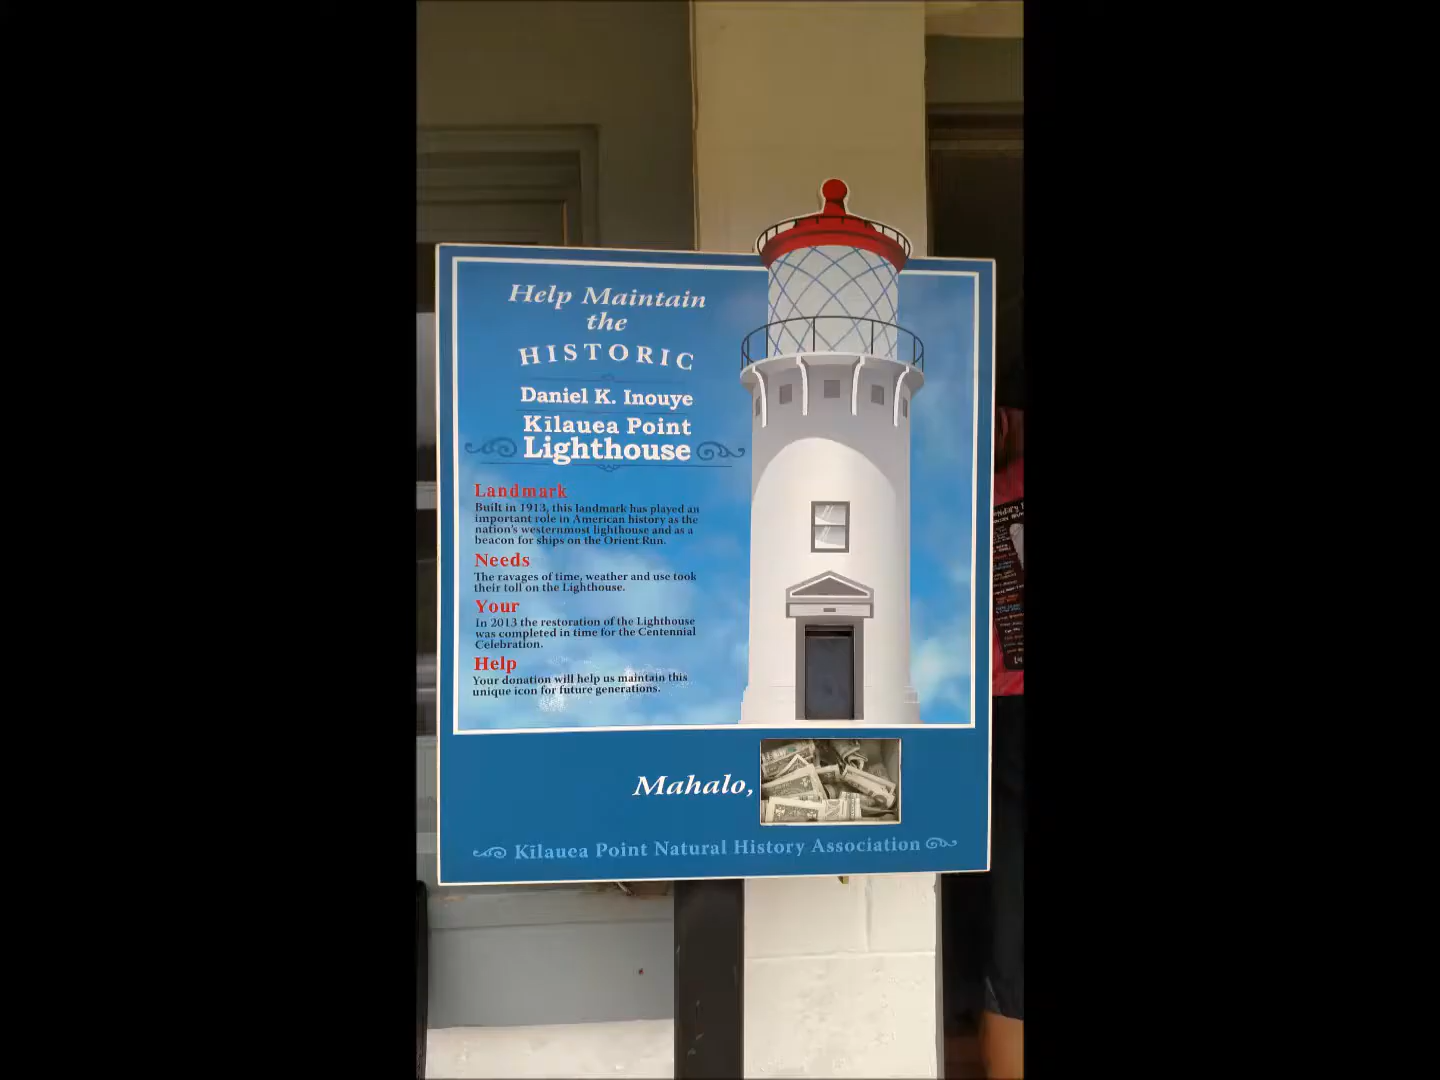 Help Maintain
the
HISTORIC
Daniel K. Inouye
Kīlauea Point
Lighthouse
Landmark
Built in 1913, this landmark has played an
important role in American history as the
nation's westernmost lighthouse and as a
beacon for ships on the Orient Run.
Needs
The ravages of time, weather and use took
their toll on the Lighthouse.
Your
In 2013 the restoration of the Lighthouse
was completed in time for the Centennial
Celebration.
Help
Your donation will help us maintain this
unique icon for future generations.
Mahalo,
Kīlauea Point Natural History Association